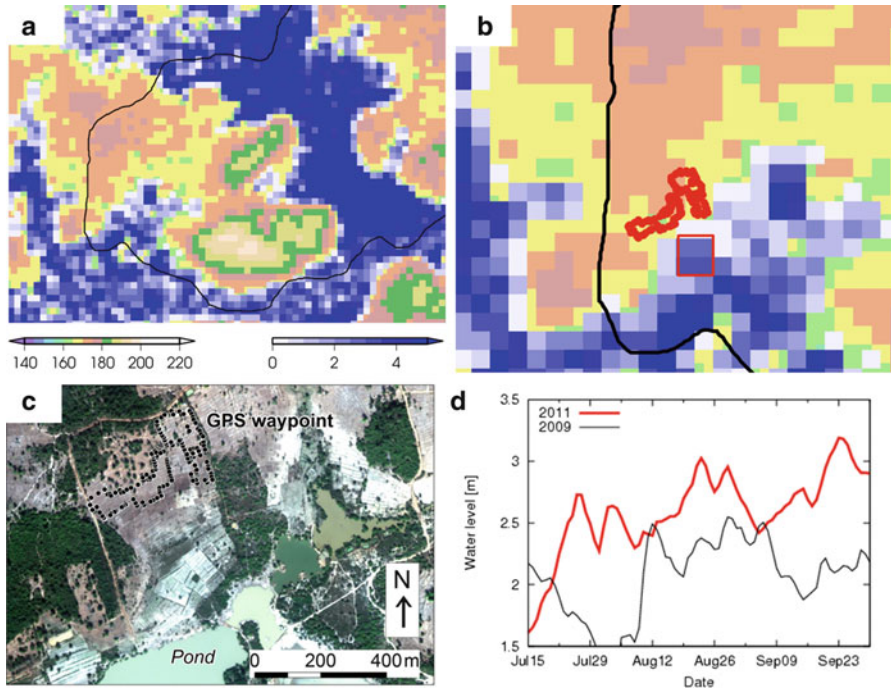 a
b
140 160 180 200 220
0 2 4
c
GPS waypoint
N
Pond
0 200 400 m
d
3.5
3
2.5
2
1.5
Water level [m]
2011
2009
Jul15 Jul29 Aug12 Aug26 Sep09 Sep23
Date